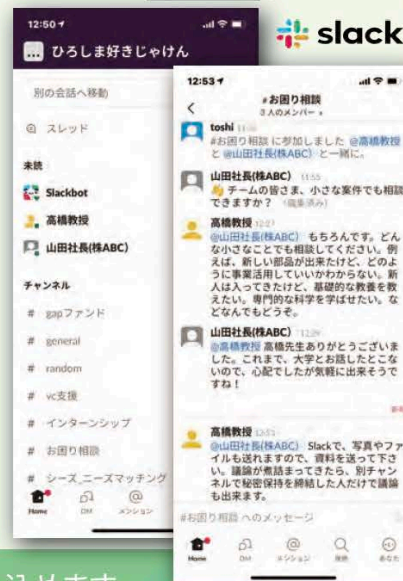 12:50
slack
ひろしま好きじゃけん
別の会話へ移動
スレッド
未読
Slackbot
高橋教授
山田社長(株ABC)
チャンネル
# gapファンド
# general
# random
# vc支援
# インターンシップ
# お困り相談
# シーズ_ニーズマッチング
Home
DM
メンション
12:53
#お困り相談
3人のメンバー
toshi
#お困り相談 に参加しました @高橋教授
と @山田社長(株ABC) と一緒に。
山田社長(株ABC) 11:55
チームの皆さま、小さな案件でも相談
できますか? (編集済み)
高橋教授 12:27
@山田社長(株ABC) もちろんです。どん
な小さなことでも相談してください。例
えば、新しい部品が出来たけど、どのよ
うに事業活用していいかわからない。新
人は入ってきたけど、基礎的な教養を教
えたい。専門的な科学を学ばせたい。な
どなんでもどうぞ。
山田社長(株ABC)
@高橋教授 高橋先生ありがとうございま
した。これまで、大学とお話したとこな
いので、心配でしたが気軽に出来そうで
すね!
高橋教授
@山田社長(株ABC) Slackで、写真やファ
イルも送れますので、資料を送って下さ
い。議論が煮詰まってきたら、別チャン
ネルで秘密保持を締結した人だけで議論
も出来ます。
#お困り相談 へのメッセージ
Home
DM
メンション
検索
あなた
込めます